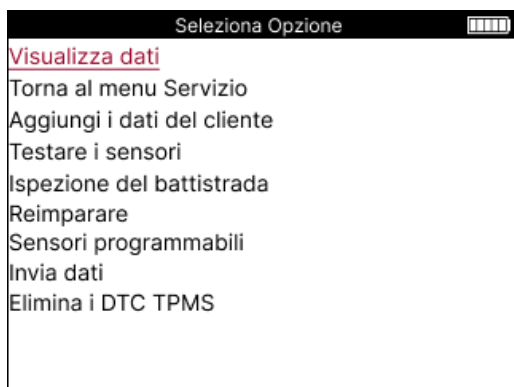 Seleziona Opzione
Visualizza dati
Torna al menu Servizio
Aggiungi i dati del cliente
Testare i sensori
Ispezione del battistrada
Reimparare
Sensori programmabili
Invia dati
Elimina i DTC TPMS